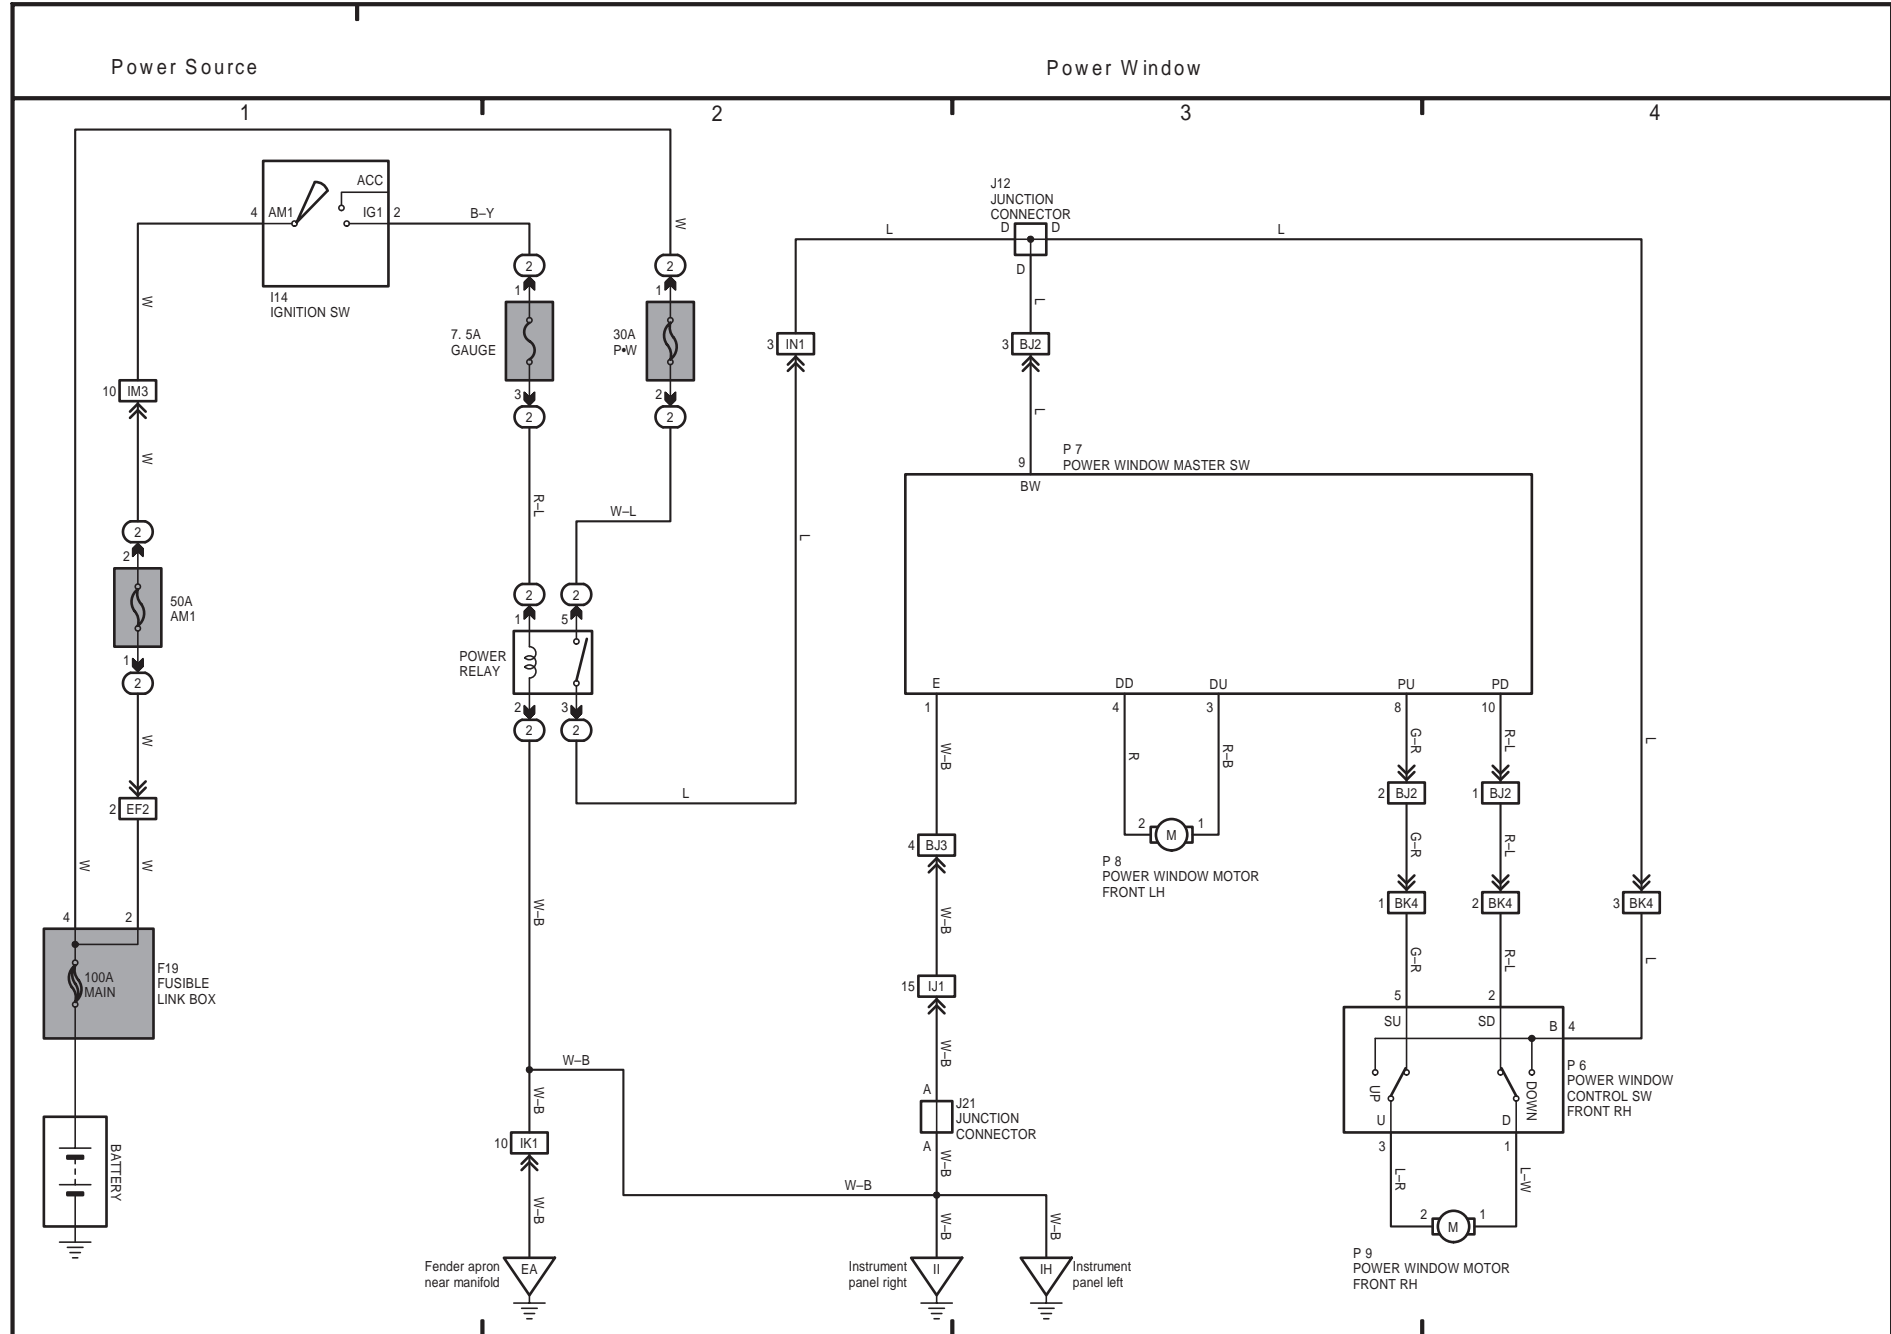 Power Source
Power Window
1
2
3
4
ACC
4
AM1
IG1
2
B–Y
I14
IGNITION SW
W
W
2
2
1
1
7. 5A
GAUGE
30A
P•W
3
2
2
2
10
IM3
W
2
2
50A
AM1
1
2
W
2
EF2
W
W
4
2
100A
MAIN
F19
FUSIBLE
LINK BOX
BATTERY
R–L
W–L
2
2
1
5
POWER
RELAY
2
3
2
2
L
L
3
IN1
L
J12
JUNCTION
CONNECTOR
D
D
D
L
L
3
BJ2
L
P 7
9
POWER WINDOW MASTER SW
BW
E
DD
DU
PU
PD
1
4
3
8
10
W–B
R
R–B
G–R
R–L
L
2
BJ2
1
BJ2
2
M
1
P 8
POWER WINDOW MOTOR
FRONT LH
4
BJ3
G–R
R–L
1
BK4
2
BK4
3
BK4
W–B
W–B
G–R
R–L
L
15
IJ1
5
2
SU
SD
B
4
W–B
UP
DOWN
U
D
P 6
POWER WINDOW
CONTROL SW
FRONT RH
3
1
W–B
W–B
A
J21
JUNCTION
CONNECTOR
A
10
IK1
W–B
W–B
L–R
L–W
W–B
W–B
W–B
2
M
1
P 9
POWER WINDOW MOTOR
FRONT RH
Fender apron
near manifold
EA
Instrument
panel right
II
IH
Instrument
panel left